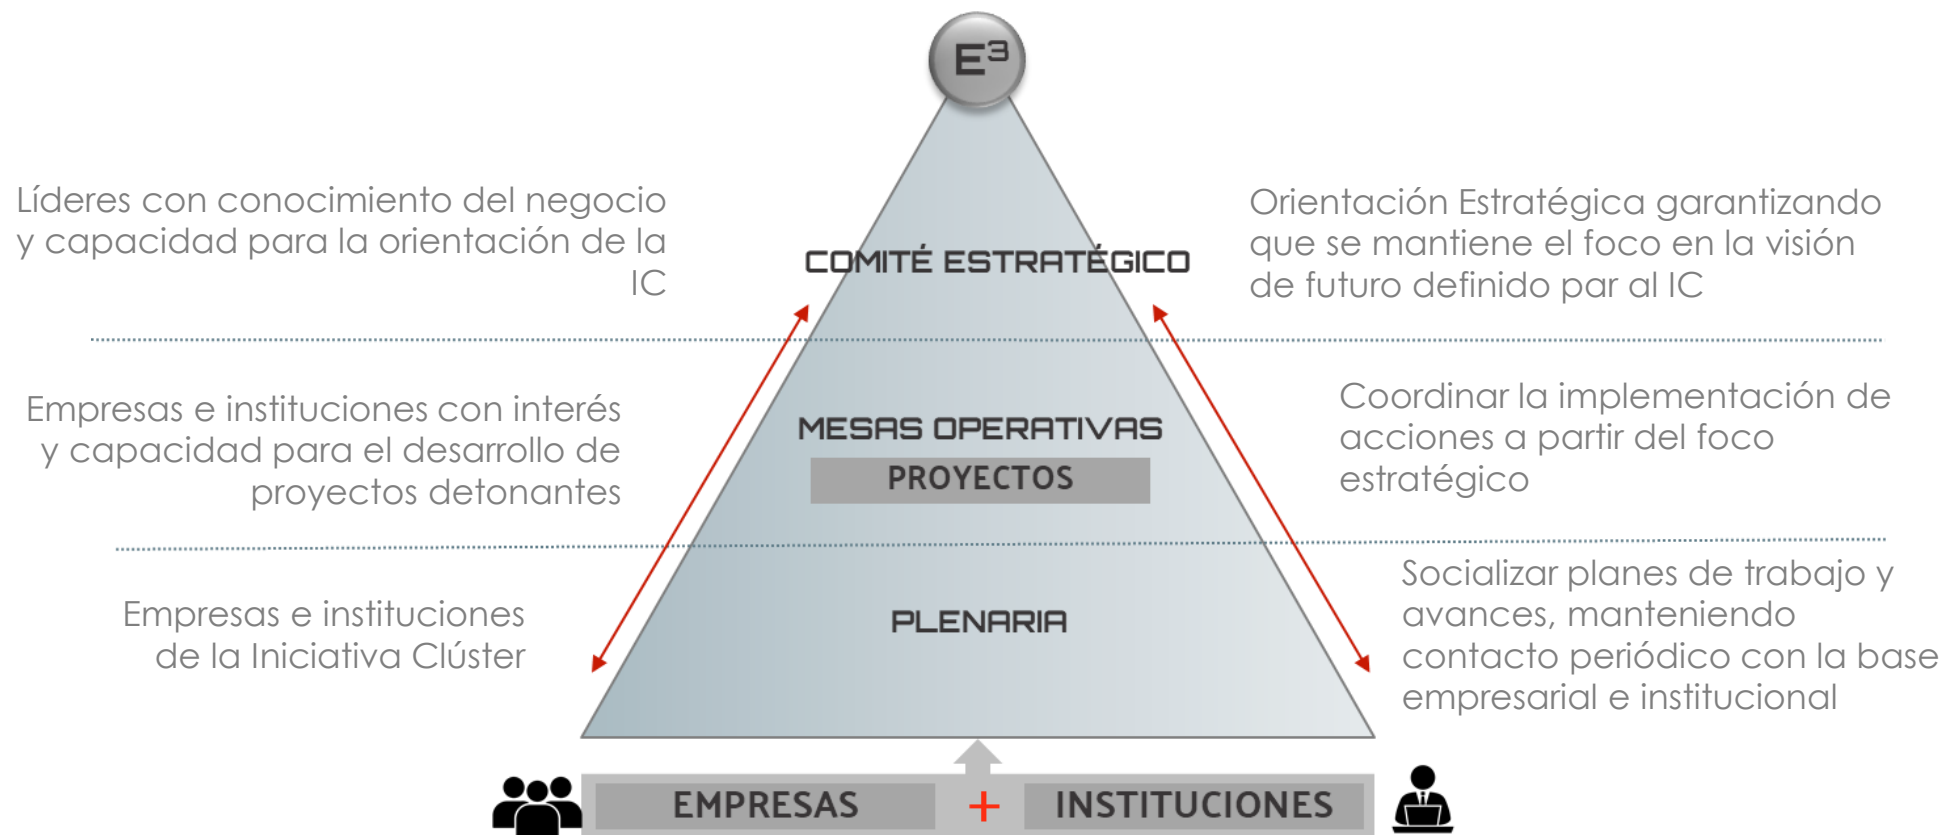 E³
Líderes con conocimiento del negocio
y capacidad para la orientación de la
IC
COMITÉ ESTRATÉGICO
Orientación Estratégica garantizando
que se mantiene el foco en la visión
de futuro definido par al IC
Empresas e instituciones con interés
y capacidad para el desarrollo de
proyectos detonantes
MESAS OPERATIVAS
PROYECTOS
Coordinar la implementación de
acciones a partir del foco
estratégico
Empresas e instituciones
de la Iniciativa Clúster
PLENARIA
Socializar planes de trabajo y
avances, manteniendo
contacto periódico con la base
empresarial e institucional
EMPRESAS + INSTITUCIONES